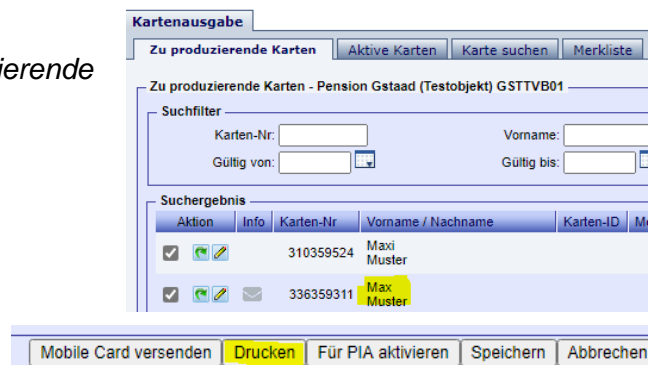 Kartenausgabe
Zu produzierende Karten Aktive Karten Karte suchen Merkliste
ierende
Zu produzierende Karten - Pension Gstaad (Testobjekt) GSTTVB01
Suchfilter
Karten-Nr: Vorname:
Gültig von: Gültig bis:
Suchergebnis
Aktion Info Karten-Nr Vorname / Nachname Karten-ID
310359524 Maxi
Muster
336359311 Max
Muster
Mobile Card versenden Drucken Für PIA aktivieren Speichern Abbrechen